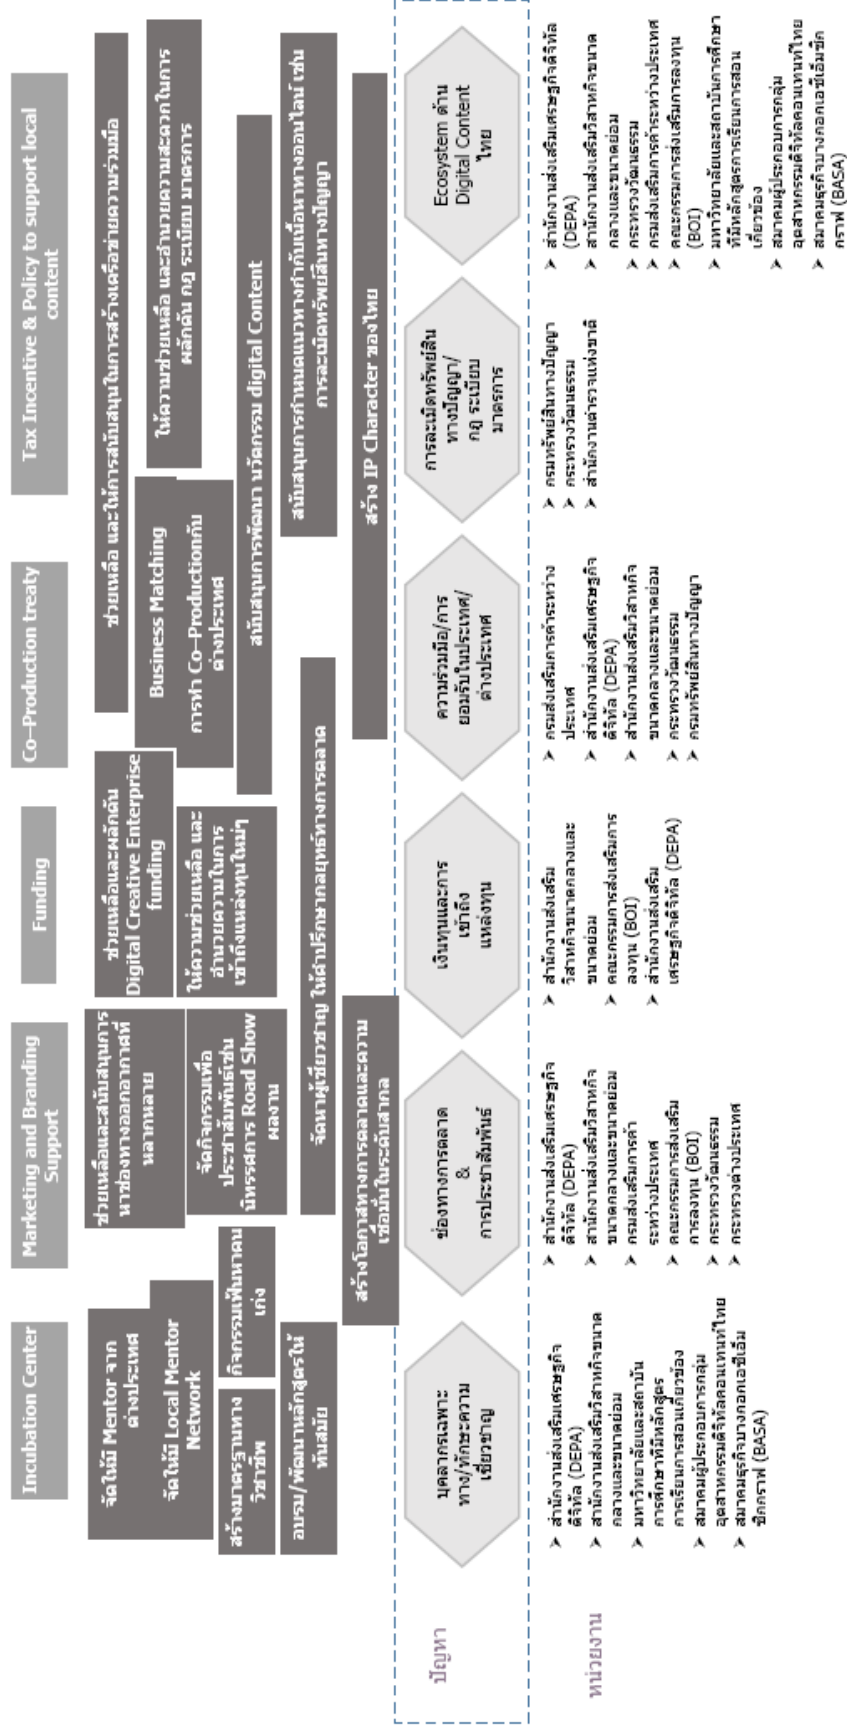 Incubation Center
Marketing and Branding
Support
Funding
Co–Production treaty
Tax Incentive & Policy to support local
content
จัดให้มี Mentor จาก
ต่างประเทศ
จัดให้มี Local Mentor
Network
สร้างมาตรฐานทาง
วิชาชีพ
กิจกรรมเฟ้นหาคน
เก่ง
อบรม/พัฒนาหลักสูตรให้
ทันสมัย
ช่วยเหลือและสนับสนุนการ
หาช่องทางออกอากาศที่
หลากหลาย
จัดกิจกรรมเพื่อ
ประชาสัมพันธ์เช่น
นิทรรศการ Road Show
ผลงาน
จัดหาผู้เชี่ยวชาญ ให้คำปรึกษากลยุทธ์ทางการตลาด
สร้างโอกาสทางการตลาดและความ
เชื่อมั่นในระดับสากล
ช่วยเหลือและผลักดัน
Digital Creative Enterprise
funding
ให้ความช่วยเหลือ และ
อำนวยความในการ
เข้าถึงแหล่งทุนใหม่ๆ
ช่วยเหลือ และให้การสนับสนุนในการสร้างเครือข่ายความร่วมมือ
Business Matching
การทำ Co–Productionกับ
ต่างประเทศ
ให้ความช่วยเหลือ และอำนวยความสะดวกในการ
ผลักดัน กฎ ระเบียบ มาตรการ
สนับสนุนการพัฒนา นวัตกรรม digital Content
สนับสนุนการกำหนดแนวทางกำกับเนื้อหาทางออนไลน์ เช่น
การละเมิดทรัพย์สินทางปัญญา
สร้าง IP Character ของไทย
ปัญหา
บุคลากรเฉพาะ
ทาง/ทักษะความ
เชี่ยวชาญ
ช่องทางการตลาด
&
การประชาสัมพันธ์
เงินทุนและการ
เข้าถึง
แหล่งทุน
ความร่วมมือ/การ
ยอมรับในประเทศ/
ต่างประเทศ
การละเมิดทรัพย์สิน
ทางปัญญา/
กฎ ระเบียบ
มาตรการ
Ecosystem ด้าน
Digital Content
ไทย
หน่วยงาน
➤ สำนักงานส่งเสริมเศรษฐกิจ
ดิจิทัล (DEPA)
➤ สำนักงานส่งเสริมวิสาหกิจขนาด
กลางและขนาดย่อม
➤ มหาวิทยาลัยและสถาบัน
การศึกษาที่มีหลักสูตร
การเรียนการสอนเกี่ยวข้อง
➤ สมาคมผู้ประกอบการกลุ่ม
อุตสาหกรรมดิจิทัลคอนเทนท์ไทย
➤ สมาคมธุรกิจบางกอกเอซีเอ็ม
ซิกกราฟ (BASA)
➤ สำนักงานส่งเสริมเศรษฐกิจ
ดิจิทัล (DEPA)
➤ สำนักงานส่งเสริมวิสาหกิจ
ขนาดกลางและขนาดย่อม
➤ กรมส่งเสริมการค้า
ระหว่างประเทศ
➤ คณะกรรมการส่งเสริม
การลงทุน (BOI)
➤ กระทรวงวัฒนธรรม
➤ กระทรวงต่างประเทศ
➤ สำนักงานส่งเสริม
วิสาหกิจขนาดกลางและ
ขนาดย่อม
➤ คณะกรรมการส่งเสริมการ
ลงทุน (BOI)
➤ สำนักงานส่งเสริม
เศรษฐกิจดิจิทัล (DEPA)
➤ กรมส่งเสริมการค้าระหว่าง
ประเทศ
➤ สำนักงานส่งเสริมเศรษฐกิจ
ดิจิทัล (DEPA)
➤ สำนักงานส่งเสริมวิสาหกิจ
ขนาดกลางและขนาดย่อม
➤ กระทรวงวัฒนธรรม
➤ กรมทรัพย์สินทางปัญญา
➤ กรมทรัพย์สินทางปัญญา
➤ กระทรวงวัฒนธรรม
➤ สำนักงานตำรวจแห่งชาติ
➤ สำนักงานส่งเสริมเศรษฐกิจดิจิทัล
(DEPA)
➤ สำนักงานส่งเสริมวิสาหกิจขนาด
กลางและขนาดย่อม
➤ กระทรวงวัฒนธรรม
➤ กรมส่งเสริมการค้าระหว่างประเทศ
➤ คณะกรรมการส่งเสริมการลงทุน
(BOI)
➤ มหาวิทยาลัยและสถาบันการศึกษา
ที่มีหลักสูตรการเรียนการสอน
เกี่ยวข้อง
➤ สมาคมผู้ประกอบการกลุ่ม
อุตสาหกรรมดิจิทัลคอนเทนท์ไทย
➤ สมาคมธุรกิจบางกอกเอซีเอ็มซิก
กราฟ (BASA)